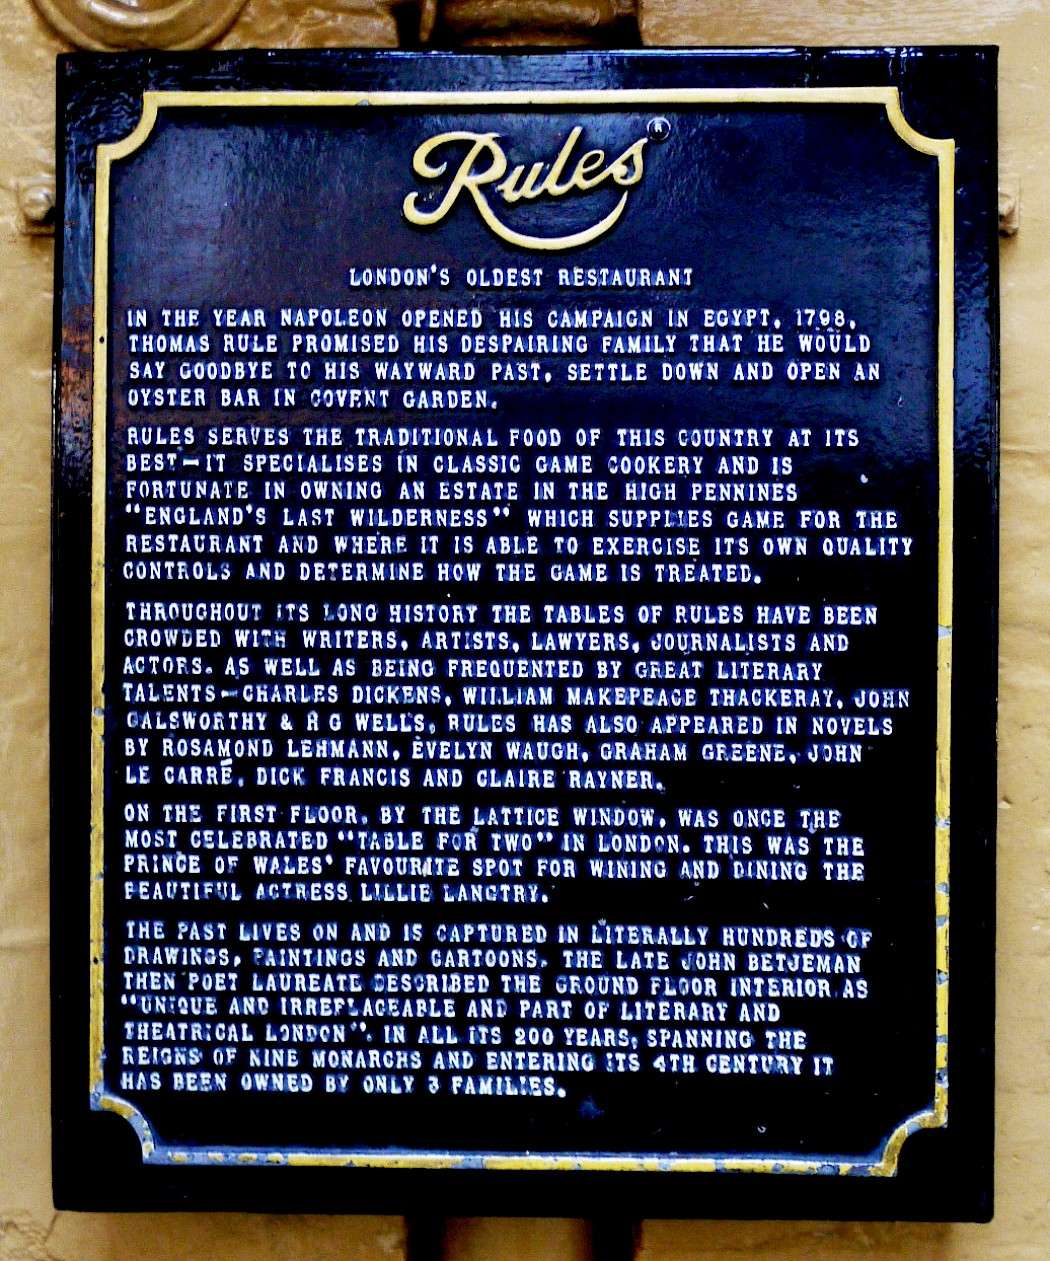 Rules®
LONDON'S OLDEST RESTAURANT
IN THE YEAR NAPOLEON OPENED HIS CAMPAIGN IN EGYPT, 1798,
THOMAS RULE PROMISED HIS DESPAIRING FAMILY THAT HE WOULD
SAY GOODBYE TO HIS WAYWARD PAST, SETTLE DOWN AND OPEN AN
OYSTER BAR IN COVENT GARDEN.
RULES SERVES THE TRADITIONAL FOOD OF THIS COUNTRY AT ITS
BEST—IT SPECIALISES IN CLASSIC GAME COOKERY AND IS
FORTUNATE IN OWNING AN ESTATE IN THE HIGH PENNINES
"ENGLAND'S LAST WILDERNESS" WHICH SUPPLIES GAME FOR THE
RESTAURANT AND WHERE IT IS ABLE TO EXERCISE ITS OWN QUALITY
CONTROLS AND DETERMINE HOW THE GAME IS TREATED.
THROUGHOUT ITS LONG HISTORY THE TABLES OF RULES HAVE BEEN
CROWDED WITH WRITERS, ARTISTS, LAWYERS, JOURNALISTS AND
ACTORS. AS WELL AS BEING FREQUENTED BY GREAT LITERARY
TALENTS—CHARLES DICKENS, WILLIAM MAKEPEACE THACKERAY, JOHN
GALSWORTHY & H G WELLS, RULES HAS ALSO APPEARED IN NOVELS
BY ROSAMOND LEHMANN, EVELYN WAUGH, GRAHAM GREENE, JOHN
LE CARRÉ, DICK FRANCIS AND CLAIRE RAYNER.
ON THE FIRST FLOOR, BY THE LATTICE WINDOW, WAS ONCE THE
MOST CELEBRATED "TABLE FOR TWO" IN LONDON. THIS WAS THE
PRINCE OF WALES' FAVOURITE SPOT FOR WINING AND DINING THE
BEAUTIFUL ACTRESS LILLIE LANGTRY.
THE PAST LIVES ON AND IS CAPTURED IN LITERALLY HUNDREDS OF
DRAWINGS, PAINTINGS AND CARTOONS. THE LATE JOHN BETJEMAN
THEN POET LAUREATE DESCRIBED THE GROUND FLOOR INTERIOR AS
"UNIQUE AND IRREPLACEABLE AND PART OF LITERARY AND
THEATRICAL LONDON". IN ALL ITS 200 YEARS, SPANNING THE
REIGNS OF NINE MONARCHS AND ENTERING ITS 4TH CENTURY IT
HAS BEEN OWNED BY ONLY 3 FAMILIES.